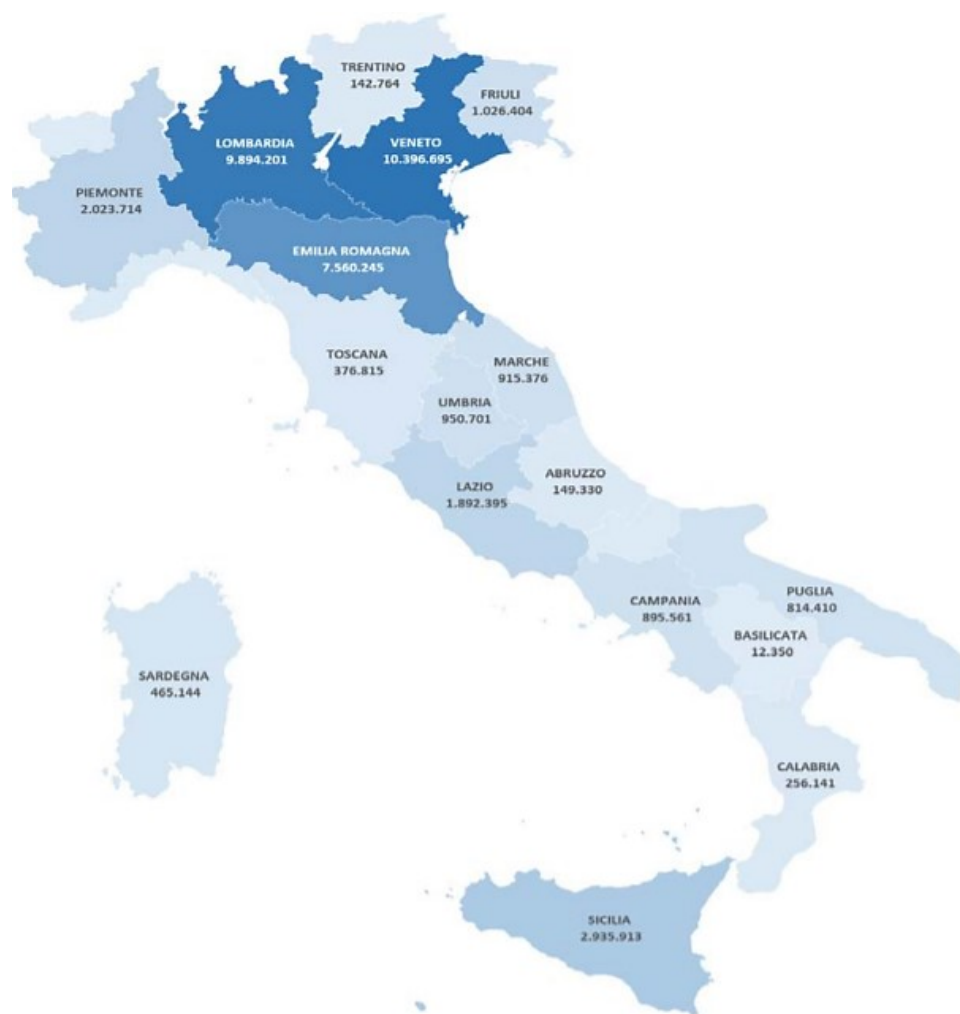 TRENTINO
142.764
FRIULI
1.026.404
LOMBARDIA
9.894.201
VENETO
10.396.695
PIEMONTE
2.023.714
EMILIA ROMAGNA
7.560.245
TOSCANA
376.815
MARCHE
915.376
UMBRIA
950.701
LAZIO
1.892.395
ABRUZZO
149.330
CAMPANIA
895.561
PUGLIA
814.410
BASILICATA
12.350
SARDEGNA
465.144
CALABRIA
256.141
SICILIA
2.935.913